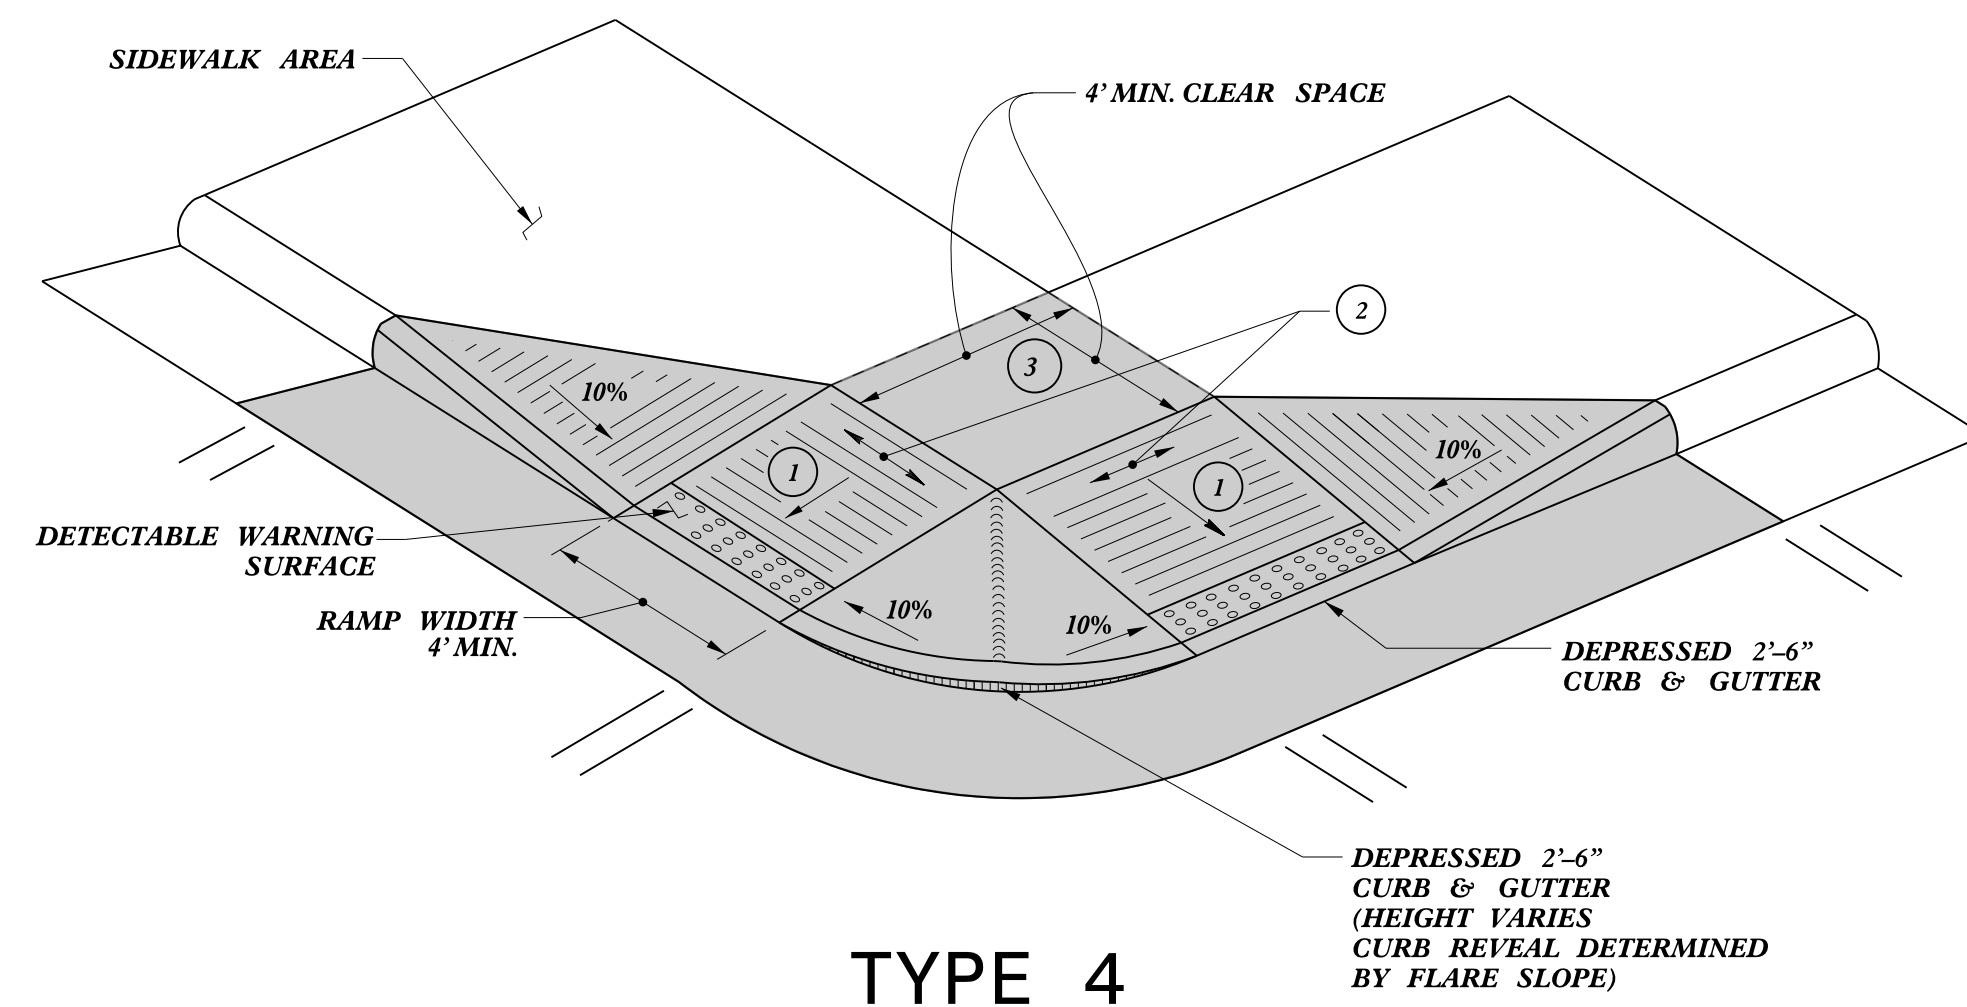 SIDEWALK AREA
4' MIN. CLEAR SPACE
2
3
10%
10%
1
1
DETECTABLE WARNING
SURFACE
10%
10%
RAMP WIDTH
4' MIN.
DEPRESSED 2'–6”
CURB & GUTTER
DEPRESSED 2'–6”
CURB & GUTTER
(HEIGHT VARIES
CURB REVEAL DETERMINED
BY FLARE SLOPE)
TYPE 4